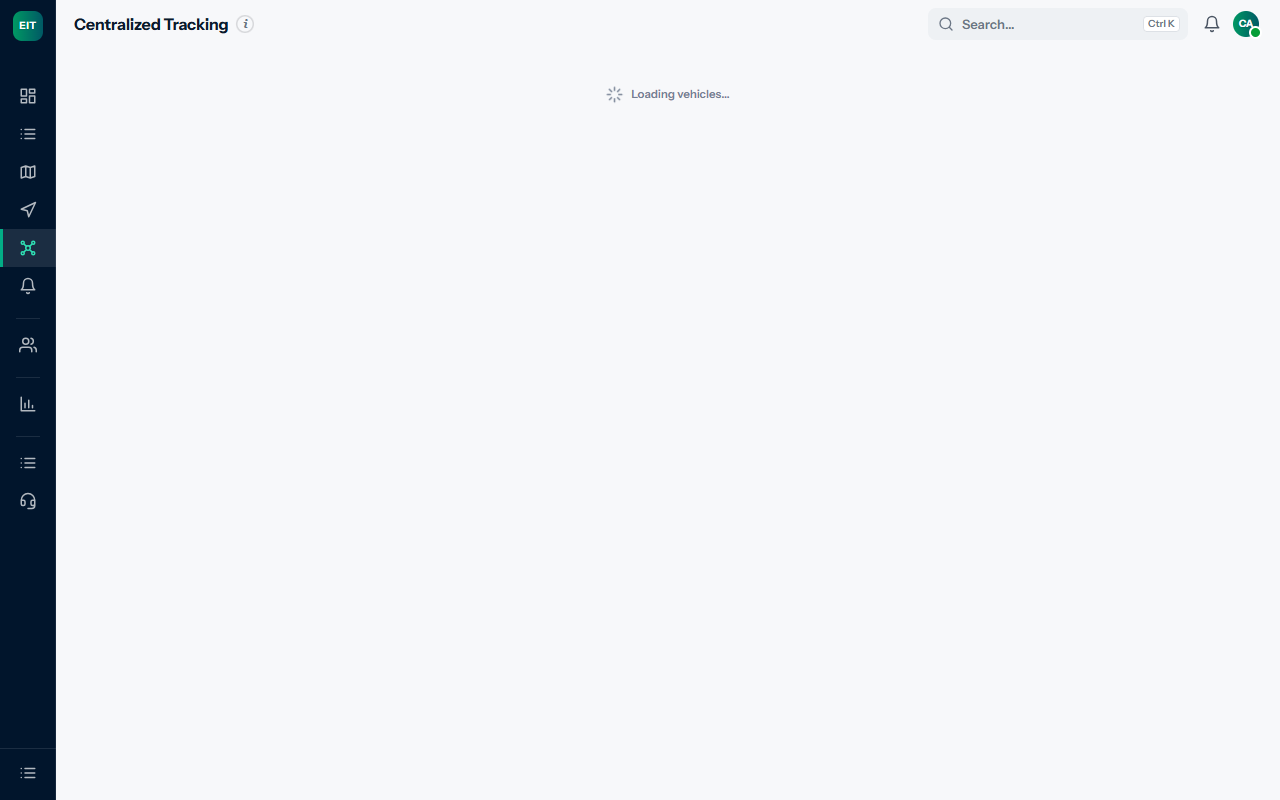 EIT
Centralized Tracking
i
Search...
Ctrl K
CA
Loading vehicles...